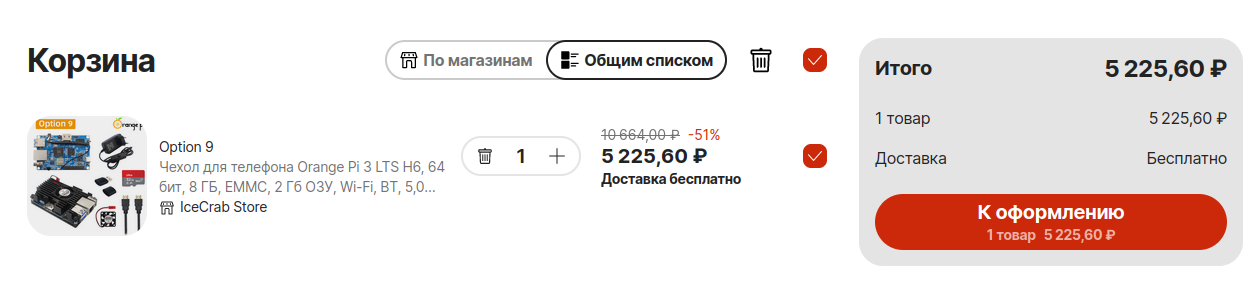 Корзина
По магазинам
Общим списком
Option 9
orange Pi
Option 9
Чехол для телефона Orange Pi 3 LTS H6, 64
бит, 8 ГБ, EMMC, 2 Гб ОЗУ, Wi-Fi, BT, 5,0...
IceCrab Store
1
10 664,00 ₽ -51%
5 225,60 ₽
Доставка бесплатно
Итого 5 225,60 ₽
1 товар 5 225,60 ₽
Доставка Бесплатно
К оформлению
1 товар 5 225,60 ₽